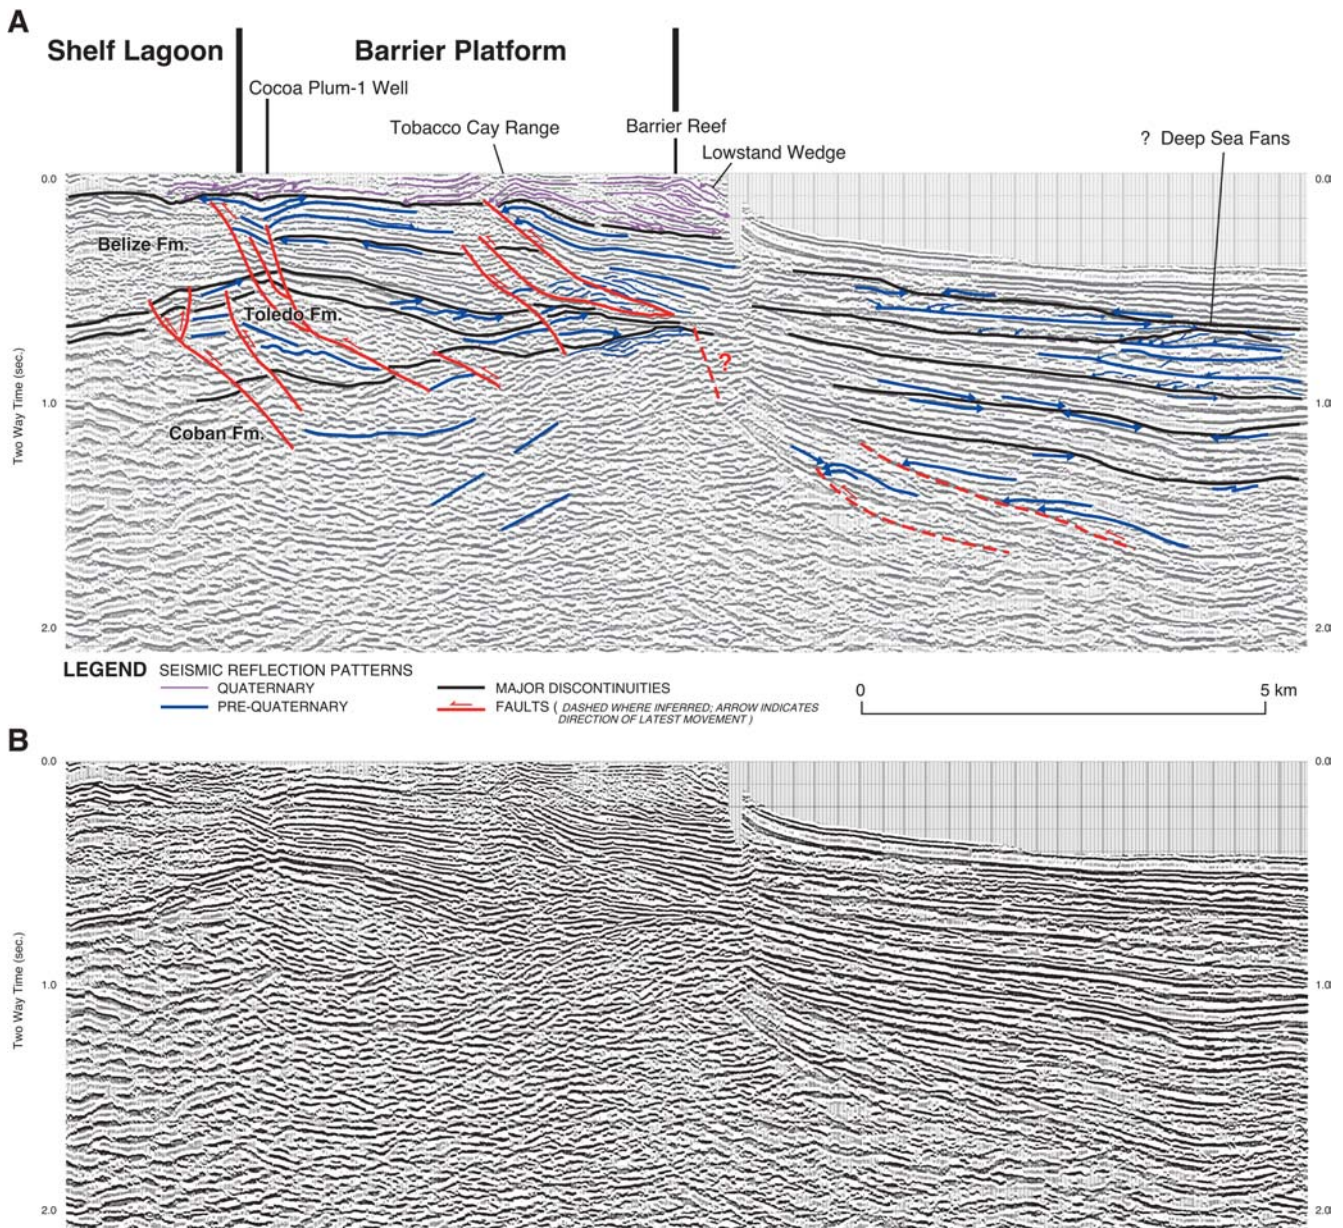 A
Shelf Lagoon
Barrier Platform
Cocoa Plum-1 Well
Tobacco Cay Range
Barrier Reef
Lowstand Wedge
? Deep Sea Fans
0.0
0.0
Belize Fm.
Toledo Fm.
?
Two Way Time (sec.)
1.0
1.0
Coban Fm.
2.0
2.0
LEGEND SEISMIC REFLECTION PATTERNS
QUATERNARY
PRE-QUATERNARY
MAJOR DISCONTINUITIES
FAULTS ( DASHED WHERE INFERRED; ARROW INDICATES
DIRECTION OF LATEST MOVEMENT )
0
5 km
B
0.0
0.0
Two Way Time (sec.)
1.0
1.0
2.0
2.0